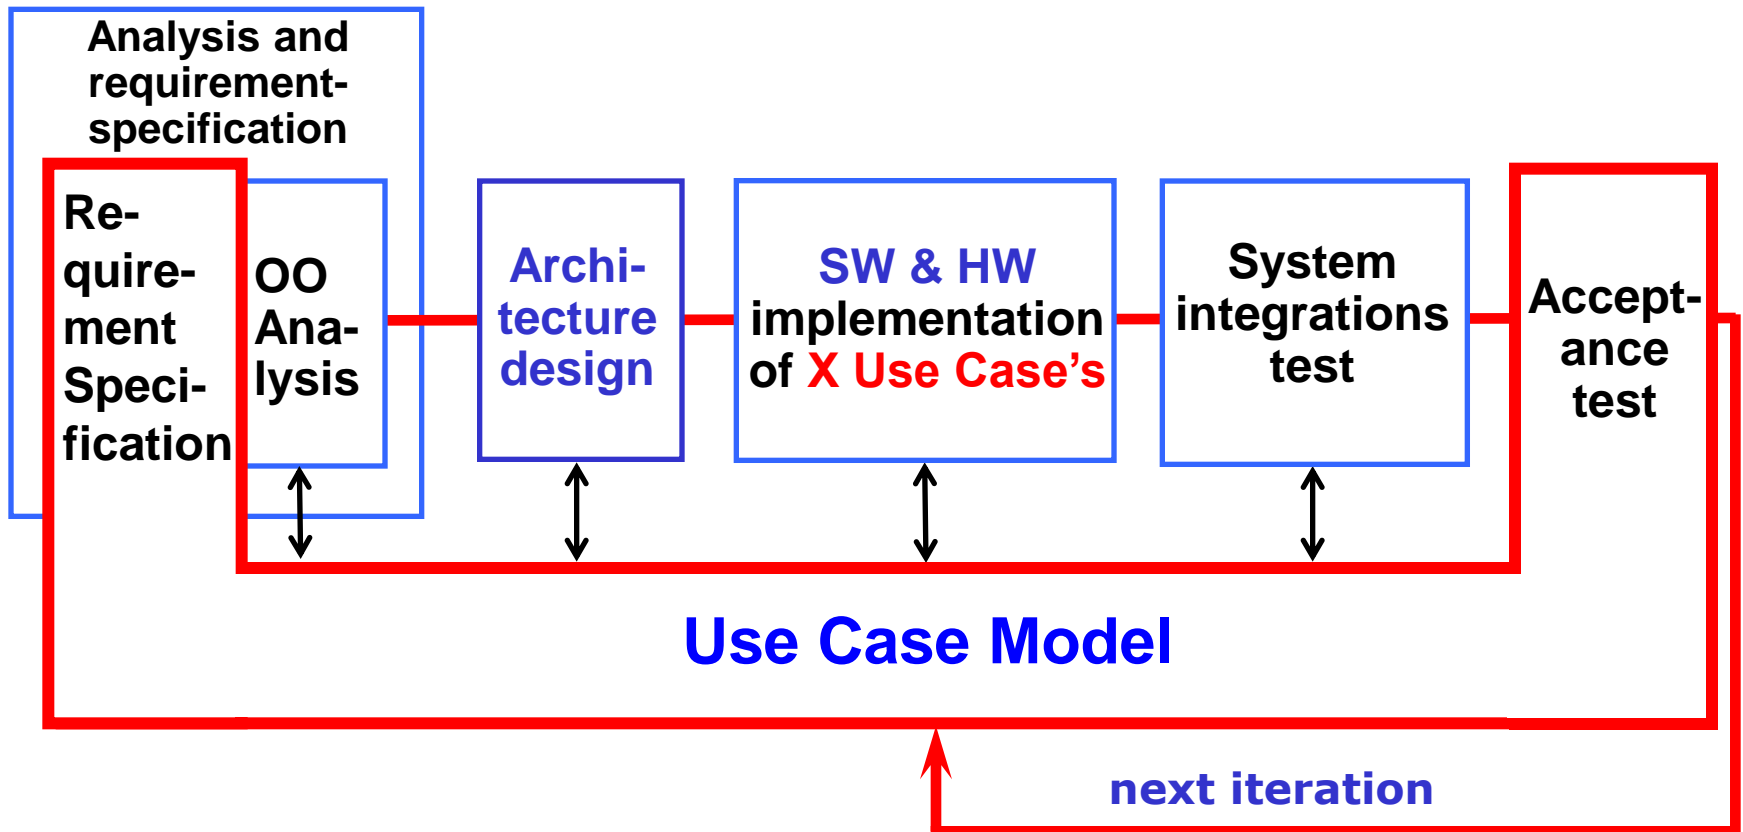 Analysis and
requirement-
specification
Re-
quire-
ment
Speci-
fication
OO
Ana-
lysis
Archi-
tecture
design
SW & HW
implementation
of X Use Case’s
System
integrations
test
Accept-
ance
test
Use Case Model
next iteration